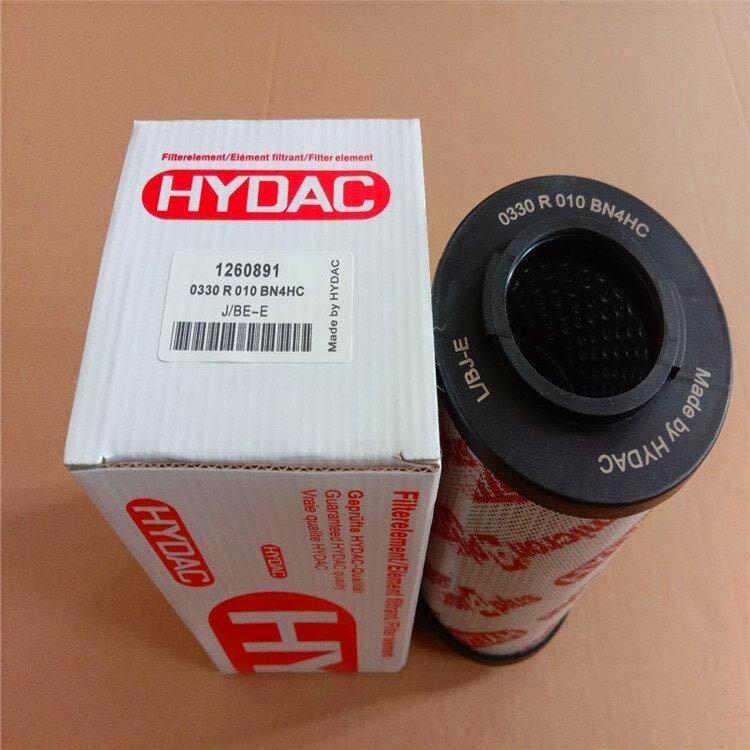 Filterelement/Elément filtrant/Filter element
HYDAC
1260891
0330 R 010 BN4HC
J/BE-E
Made by HYDAC
HYDAC
HYDAC
Geprüfte HYDAC-Qualität
Guaranteed HYDAC quality
Vraie qualité HYDAC
Filterelement/Elément filtrant/Filter element
0330 R 010 BN4HC
L/BJ-E
Made by HYDAC